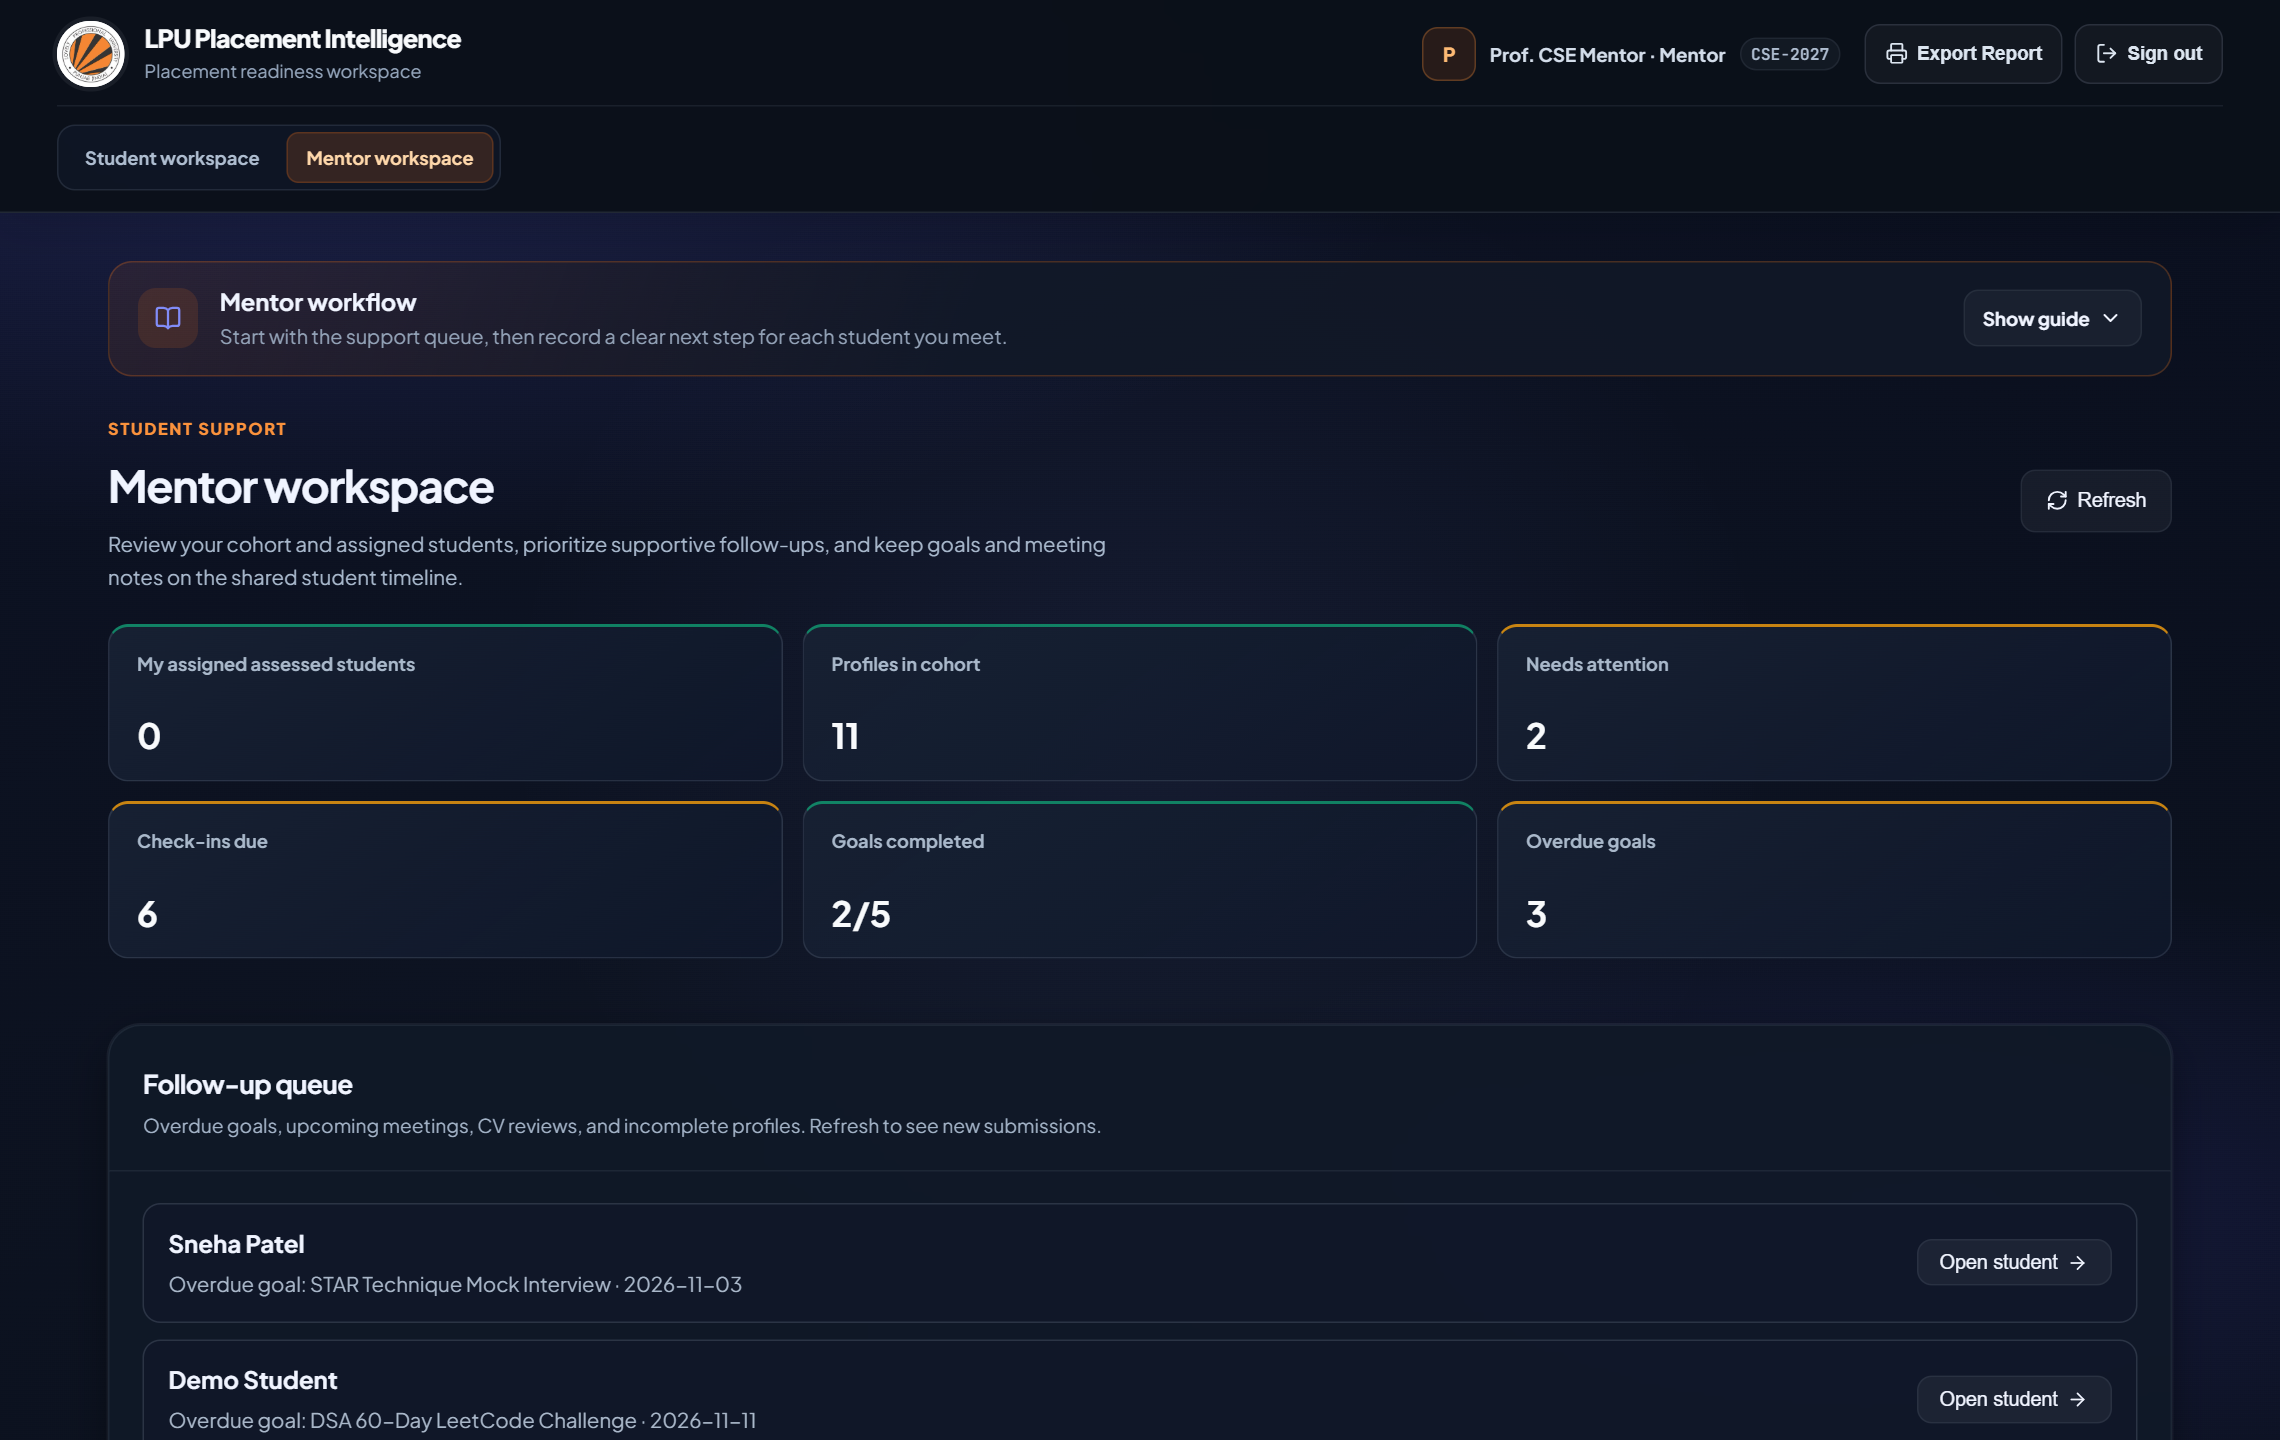 LPU Placement Intelligence
Placement readiness workspace
P
Prof. CSE Mentor · Mentor
CSE-2027
Export Report
Sign out
Student workspace
Mentor workspace
Mentor workflow
Start with the support queue, then record a clear next step for each student you meet.
Show guide
STUDENT SUPPORT
Mentor workspace
Refresh
Review your cohort and assigned students, prioritize supportive follow-ups, and keep goals and meeting
notes on the shared student timeline.
My assigned assessed students
0
Profiles in cohort
11
Needs attention
2
Check-ins due
6
Goals completed
2/5
Overdue goals
3
Follow-up queue
Overdue goals, upcoming meetings, CV reviews, and incomplete profiles. Refresh to see new submissions.
Sneha Patel
Overdue goal: STAR Technique Mock Interview · 2026-11-03
Open student →
Demo Student
Overdue goal: DSA 60-Day LeetCode Challenge · 2026-11-11
Open student →